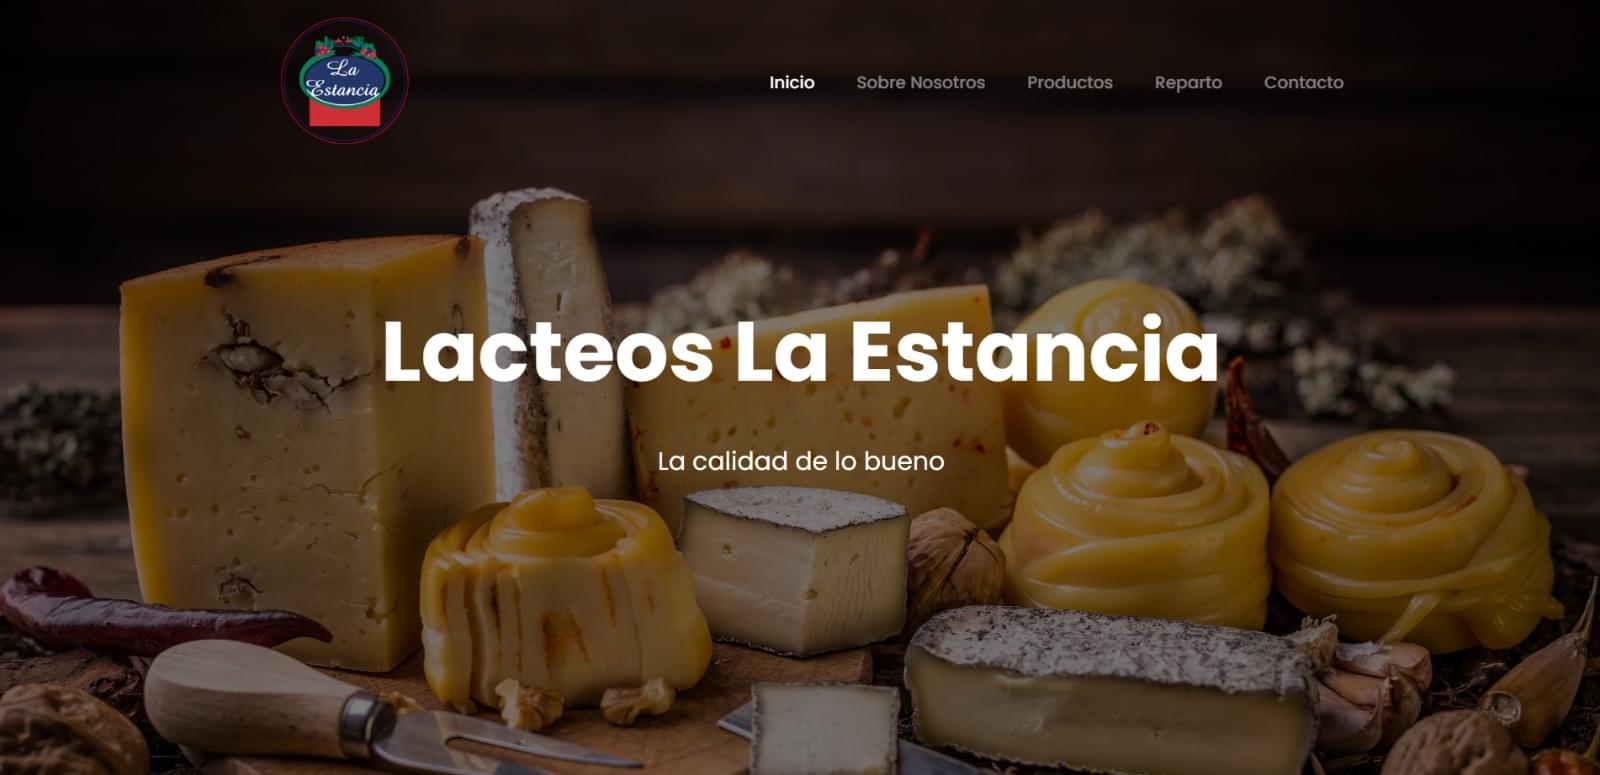 La
Estancia
Inicio Sobre Nosotros Productos Reparto Contacto
Lacteos La Estancia
La calidad de lo bueno